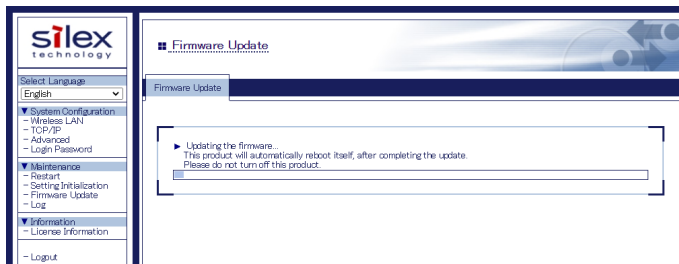 silex
technology
Select Language
English
▼ System Configuration
- Wireless LAN
- TCP/IP
- Advanced
- Login Password
▼ Maintenance
- Restart
- Setting Initialization
- Firmware Update
- Log
▼ Information
- License Information
- Logout
Firmware Update
Firmware Update
▶ Updating the firmware...
This product will automatically reboot itself, after completing the update.
Please do not turn off this product.